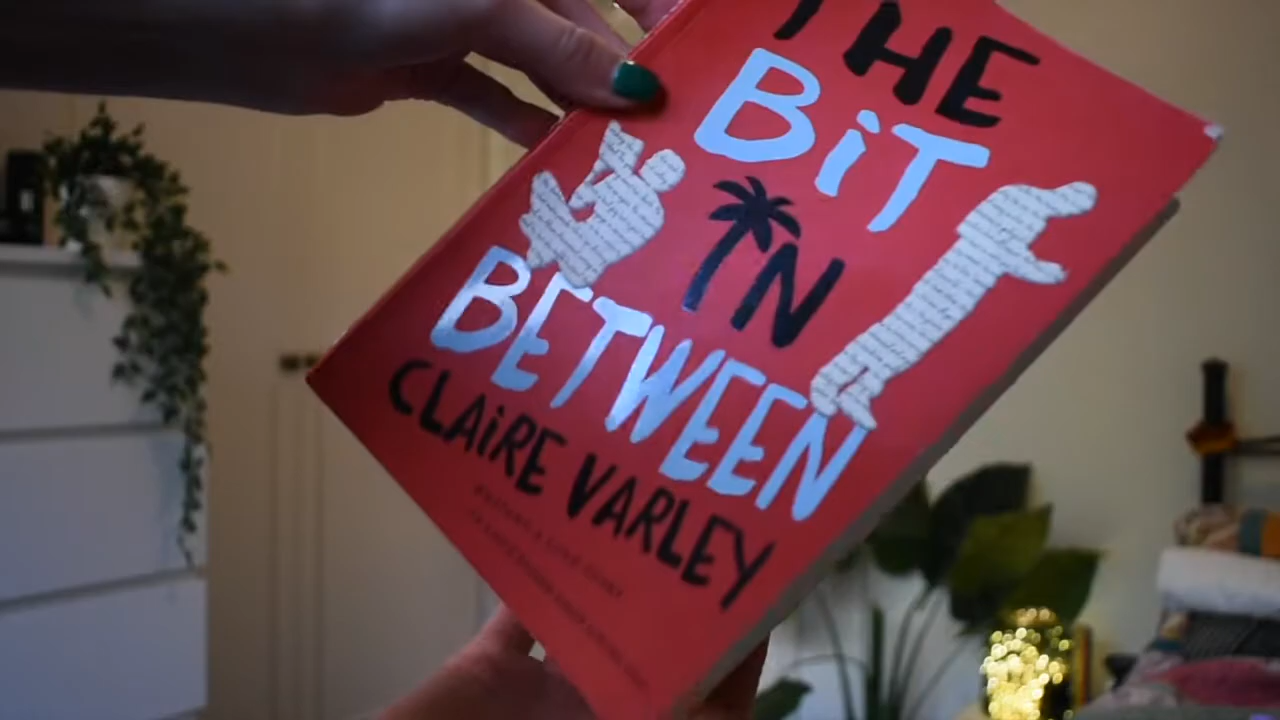 THE
BiT
IN
BETWEEN
CLAiRE VARLEY